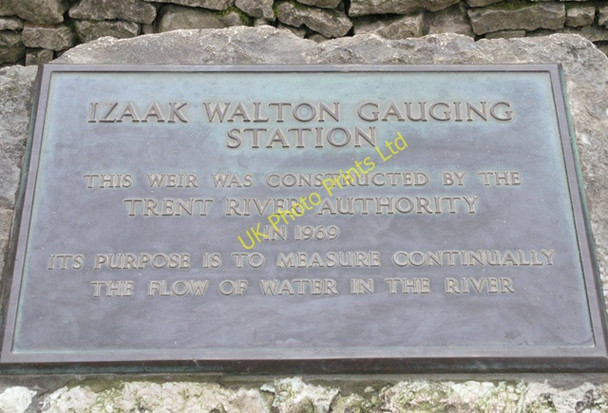 IZAAK WALTON GAUGING
STATION
THIS WEIR WAS CONSTRUCTED BY THE
TRENT RIVER AUTHORITY
IN 1969
ITS PURPOSE IS TO MEASURE CONTINUALLY
THE FLOW OF WATER IN THE RIVER
UK Photo Prints Ltd